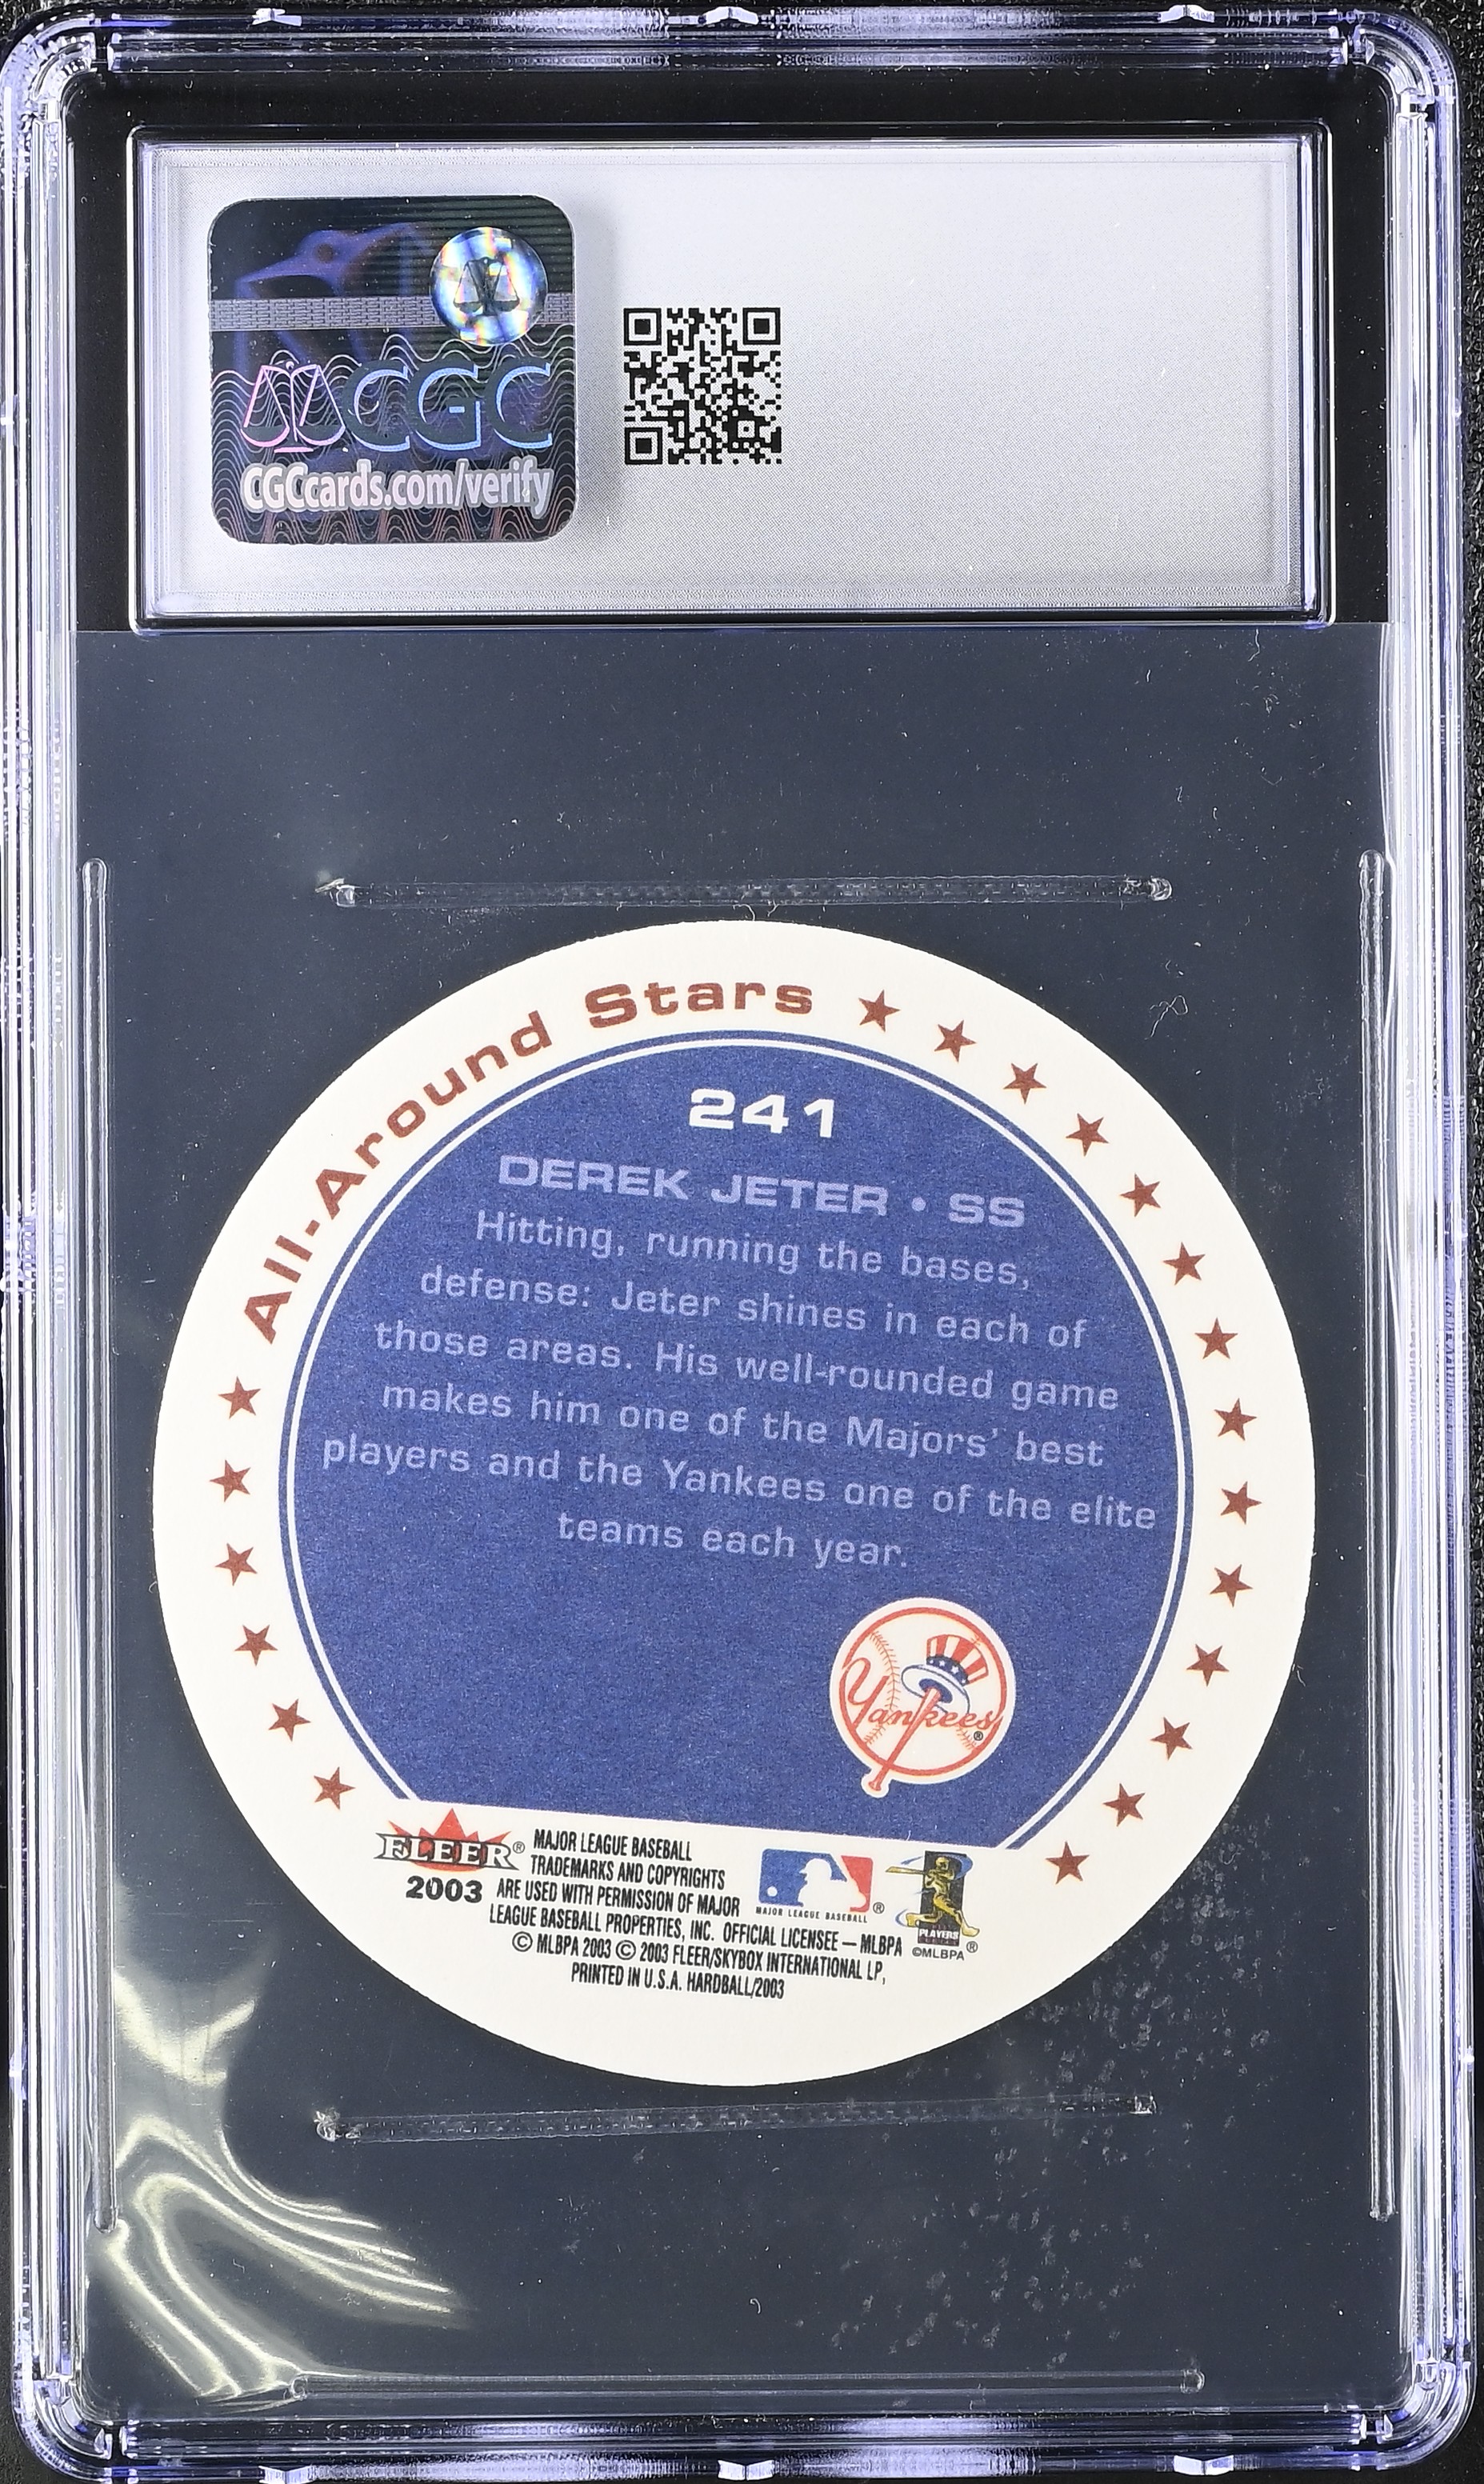 CGC
CGCcards.com/verify
All-Around Stars
241
DEREK JETER • SS
Hitting, running the bases,
defense: Jeter shines in each of
those areas. His well-rounded game
makes him one of the Majors' best
players and the Yankees one of the elite
teams each year.
Yankees®
FLEER®
2003
MAJOR LEAGUE BASEBALL
TRADEMARKS AND COPYRIGHTS
ARE USED WITH PERMISSION OF MAJOR
LEAGUE BASEBALL PROPERTIES, INC. OFFICIAL LICENSEE — MLBPA
© MLBPA 2003 © 2003 FLEER/SKYBOX INTERNATIONAL LP,
PRINTED IN U.S.A. HARDBALL/2003
MAJOR LEAGUE BASEBALL®
PLAYERS
©MLBPA®